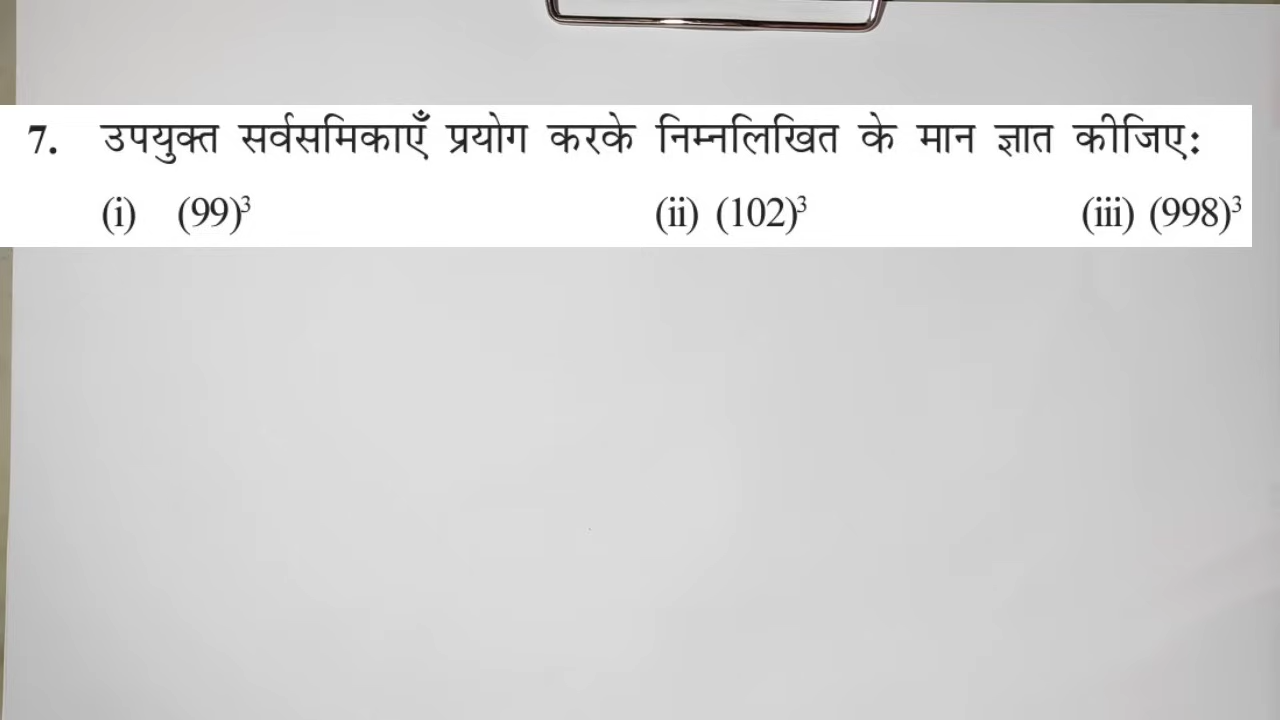 7. उपयुक्त सर्वसमिकाएँ प्रयोग करके निम्नलिखित के मान ज्ञात कीजिए:
(i) (99)³ (ii) (102)³ (iii) (998)³